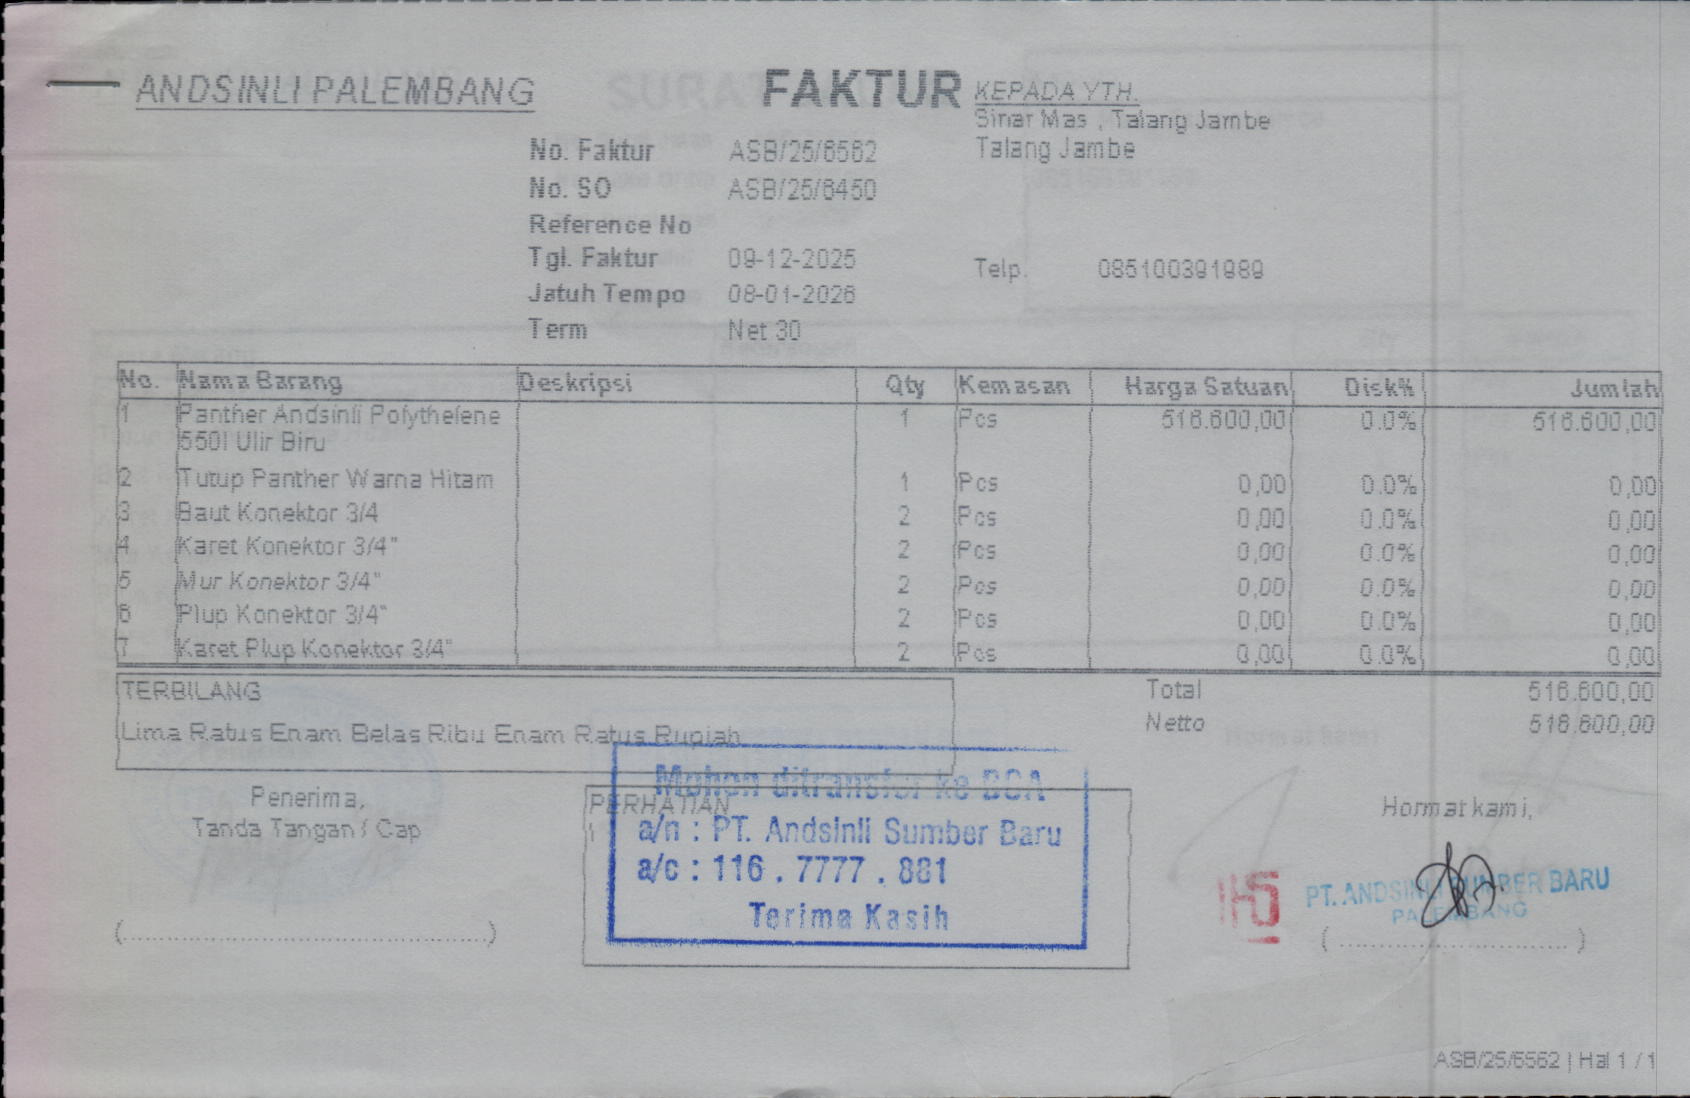 ANDSINLI PALEMBANG
FAKTUR
KEPADA YTH.
Sinar Mas , Talang Jambe
Talang Jambe
No. Faktur ASB/25/6562
No. SO ASB/25/6450
Reference No
Tgl. Faktur 09-12-2025
Telp. 085100391989
Jatuh Tempo 08-01-2026
Term Net 30
No. Nama Barang Deskripsi Qty Kemasan Harga Satuan Disk% Jumlah
1 Panther Andsinli Polythelene 1 Pcs 516.600,00 0.0% 516.600,00
550l Ulir Biru
2 Tutup Panther Warna Hitam 1 Pcs 0,00 0.0% 0,00
3 Baut Konektor 3/4 2 Pcs 0,00 0.0% 0,00
4 Karet Konektor 3/4" 2 Pcs 0,00 0.0% 0,00
5 Mur Konektor 3/4" 2 Pcs 0,00 0.0% 0,00
6 Plup Konektor 3/4" 2 Pcs 0,00 0.0% 0,00
7 Karet Plup Konektor 3/4" 2 Pcs 0,00 0.0% 0,00
TERBILANG
Lima Ratus Enam Belas Ribu Enam Ratus Rupiah
Total 516.600,00
Netto 516.600,00
Penerima,
Tanda Tangan / Cap
(................................................)
PERHATIAN
Mohon ditransfer ke BCA
a/n : PT. Andsinli Sumber Baru
a/c : 116 . 7777 . 881
Terima Kasih
Hormat kami,
PT. ANDSINLI SUMBER BARU
PALEMBANG
( .............................. )
ASB/25/6562 | Hal 1 / 1